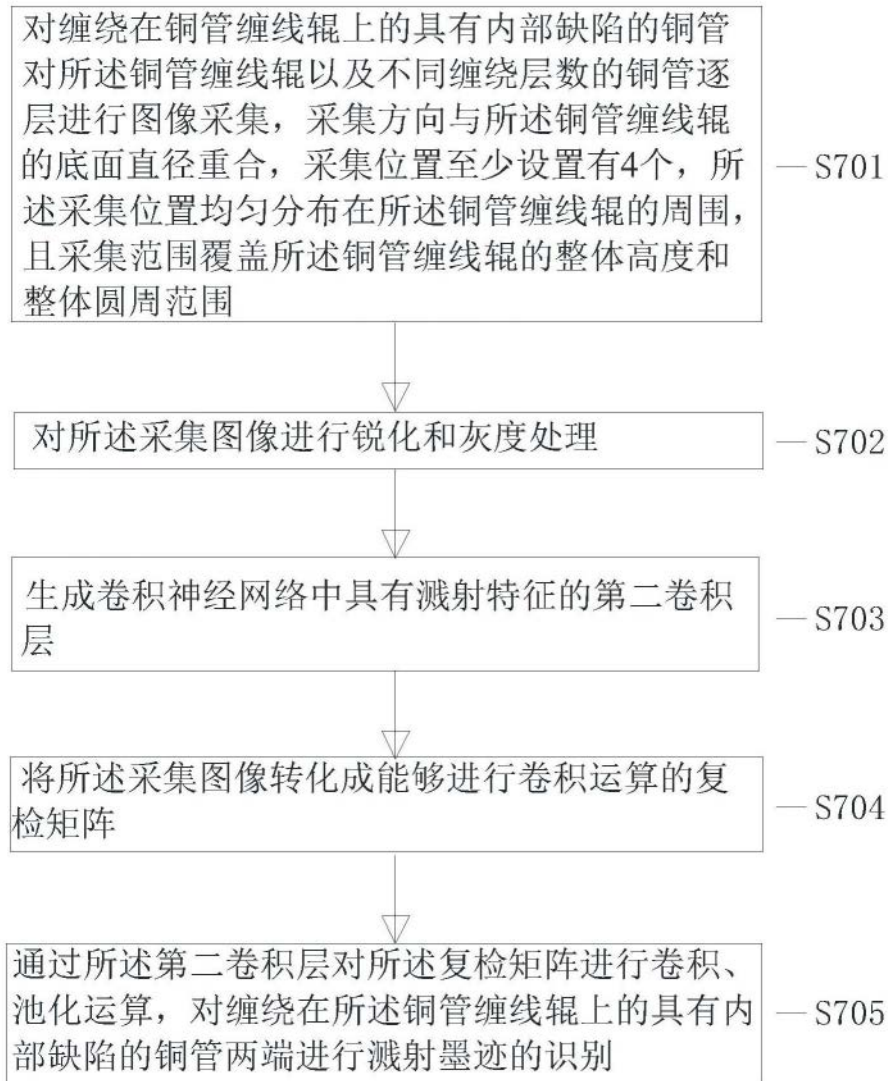 对缠绕在铜管缠线辊上的具有内部缺陷的铜管
对所述铜管缠线辊以及不同缠绕层数的铜管逐
层进行图像采集，采集方向与所述铜管缠线辊
的底面直径重合，采集位置至少设置有4个，所
述采集位置均匀分布在所述铜管缠线辊的周围，
且采集范围覆盖所述铜管缠线辊的整体高度和
整体圆周范围
S701
对所述采集图像进行锐化和灰度处理
S702
生成卷积神经网络中具有溅射特征的第二卷积
层
S703
将所述采集图像转化成能够进行卷积运算的复
检矩阵
S704
通过所述第二卷积层对所述复检矩阵进行卷积、
池化运算，对缠绕在所述铜管缠线辊上的具有内
部缺陷的铜管两端进行溅射墨迹的识别
S705